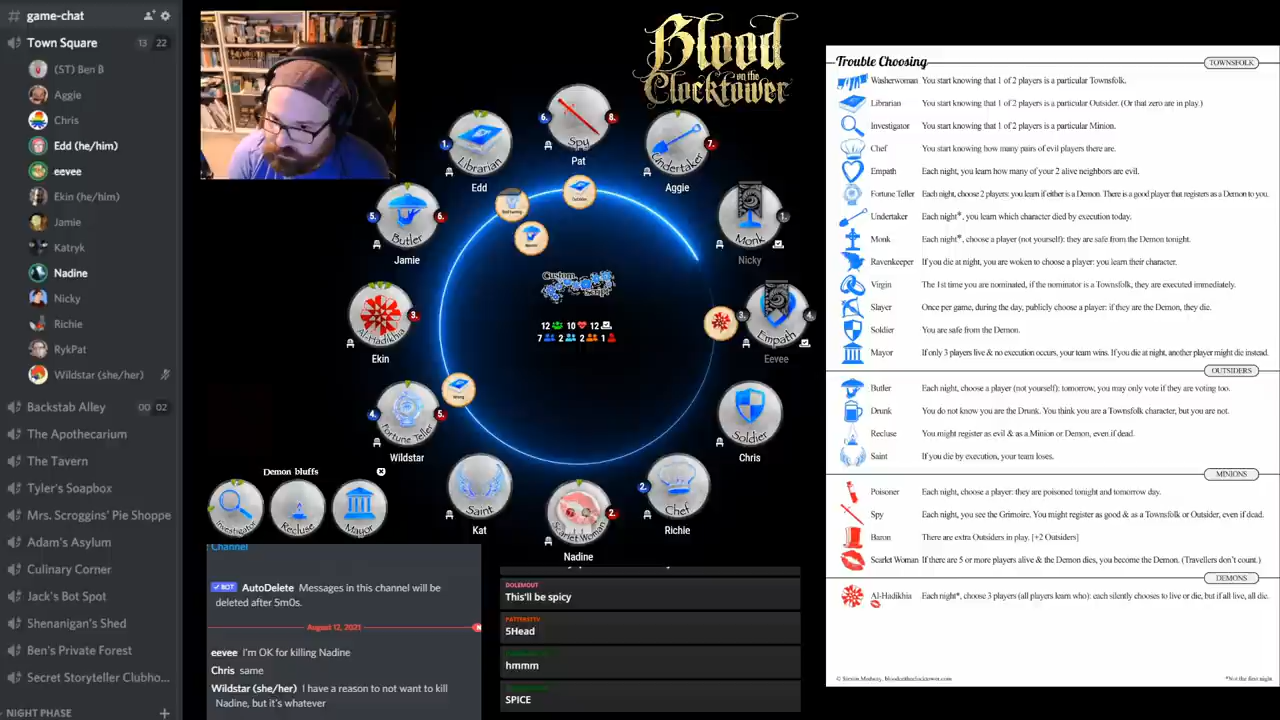 # game-chat
Town Square 13 22
(ST) Ben B
Aggie
Chris
Edd (he/him)
eevee
Ekin (he/him)
Jamie
Katryk
Nadine
Nicky
Richie
RykPat
Wildstar (she/her)
Backstab Alley 00 02
The Apothecarium
The Tavern
Tyler's Soapbox
Mrs. Scroggins' Pie Shoppe
Adam's Asylum
Culinary Corner
Jack's Bot Spot
Shenanigan's Shed
Ben's Private Forest
Secret Storyteller Clubho...
NIGHT PHASE
Blood
on the
Clocktower
1.
Librarian
Edd
6. 8.
Spy
Pat
7.
Undertaker
Aggie
1.
Monk
Nicky
3. 4.
Empath
Eevee
Soldier
Chris
2.
Chef
Richie
2.
Scarlet Woman
Nadine
Saint
Kat
4. 5.
Fortune Teller
Wildstar
3.
Al-Hadikhia
Ekin
5. 6.
Butler
Jamie
Outsider
Wrong
Custom
Script
12 10 12
7 2 2 1
Demon bluffs
Investigator
Recluse
Mayor
Channel
BOT AutoDelete Messages in this channel will be
deleted after 5m0s.
August 12, 2021
eevee I'm OK for killing Nadine
Chris same
Wildstar (she/her) I have a reason to not want to kill
Nadine, but it's whatever
DOLEMOUT
This'll be spicy
5Head
hmmm
SPICE
Trouble Choosing
TOWNSFOLK
Washerwoman You start knowing that 1 of 2 players is a particular Townsfolk.
Librarian You start knowing that 1 of 2 players is a particular Outsider. (Or that zero are in play.)
Investigator You start knowing that 1 of 2 players is a particular Minion.
Chef You start knowing how many pairs of evil players there are.
Empath Each night, you learn how many of your 2 alive neighbors are evil.
Fortune Teller Each night, choose 2 players: you learn if either is a Demon. There is a good player that registers as a Demon to you.
Undertaker Each night*, you learn which character died by execution today.
Monk Each night*, choose a player (not yourself): they are safe from the Demon tonight.
Ravenkeeper If you die at night, you are woken to choose a player: you learn their character.
Virgin The 1st time you are nominated, if the nominator is a Townsfolk, they are executed immediately.
Slayer Once per game, during the day, publicly choose a player: if they are the Demon, they die.
Soldier You are safe from the Demon.
Mayor If only 3 players live & no execution occurs, your team wins. If you die at night, another player might die instead.
OUTSIDERS
Butler Each night, choose a player (not yourself): tomorrow, you may only vote if they are voting too.
Drunk You do not know you are the Drunk. You think you are a Townsfolk character, but you are not.
Recluse You might register as evil & as a Minion or Demon, even if dead.
Saint If you die by execution, your team loses.
MINIONS
Poisoner Each night, choose a player: they are poisoned tonight and tomorrow day.
Spy Each night, you see the Grimoire. You might register as good & as a Townsfolk or Outsider, even if dead.
Baron There are extra Outsiders in play. [+2 Outsiders]
Scarlet Woman If there are 5 or more players alive & the Demon dies, you become the Demon. (Travellers don't count.)
DEMONS
Al-Hadikhia Each night*, choose 3 players (all players learn who): each silently chooses to live or die, but if all live, all die.
© Steven Medway, bloodontheclocktower.com
*Not the first night